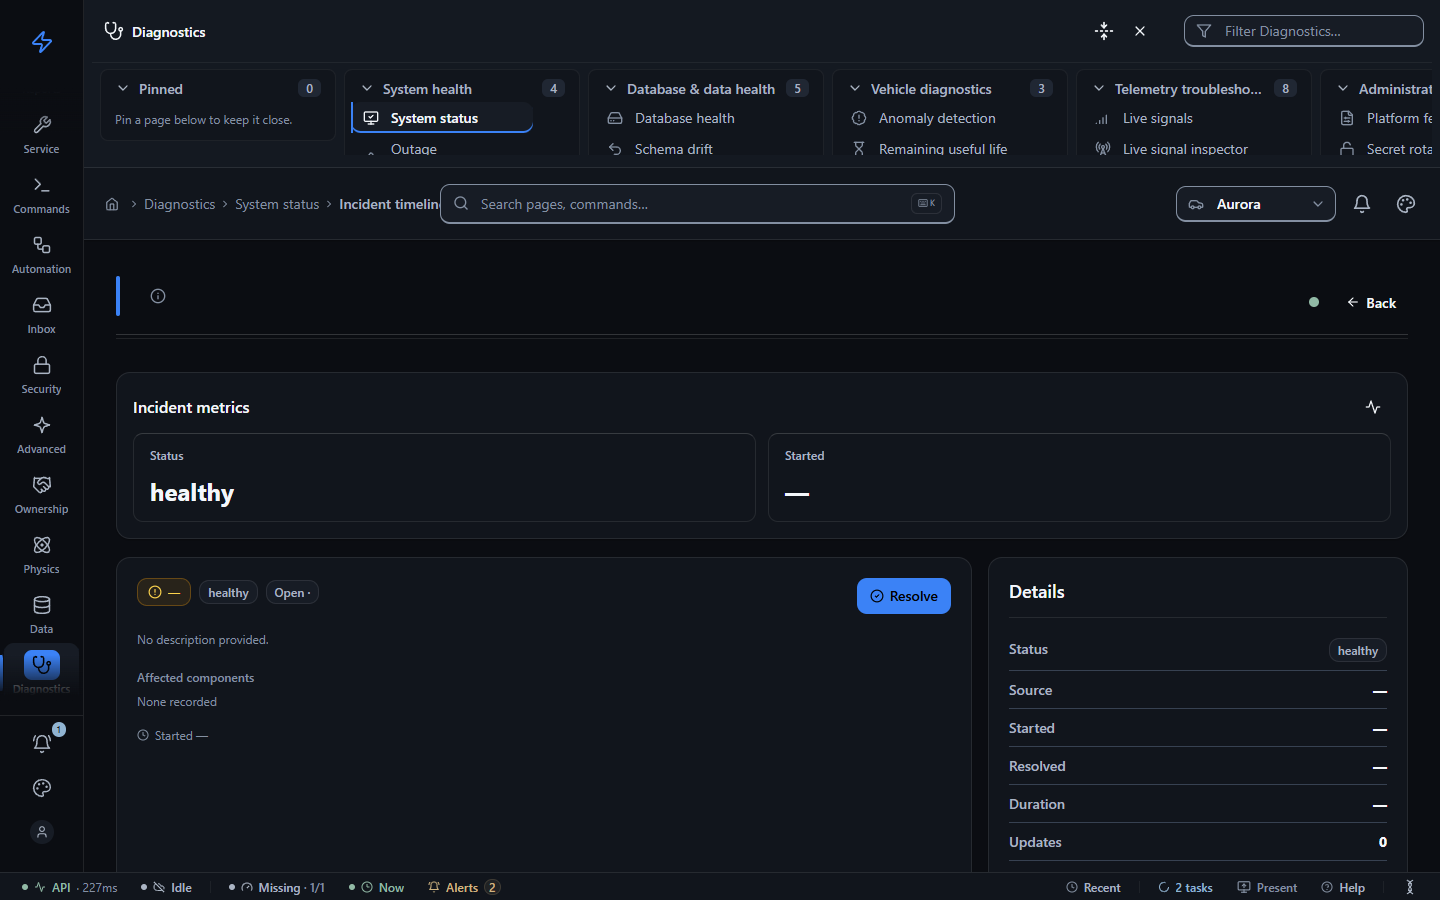 Diagnostics
Filter Diagnostics...
Service
Commands
Automation
Inbox
Security
Advanced
Ownership
Physics
Data
Diagnostics
1
Pinned 0
Pin a page below to keep it close.
System health 4
System status
Outage
Database & data health 5
Database health
Schema drift
Vehicle diagnostics 3
Anomaly detection
Remaining useful life
Telemetry troublesho... 8
Live signals
Live signal inspector
Administrat
Platform fe
Secret rota
Diagnostics System status Incident timelin
Search pages, commands... K
Aurora
Back
Incident metrics
Status
healthy
Started
—
— healthy Open ·
Resolve
No description provided.
Affected components
None recorded
Started —
Details
Status healthy
Source —
Started —
Resolved —
Duration —
Updates 0
API · 227ms Idle Missing · 1/1 Now Alerts 2 Recent 2 tasks Present Help